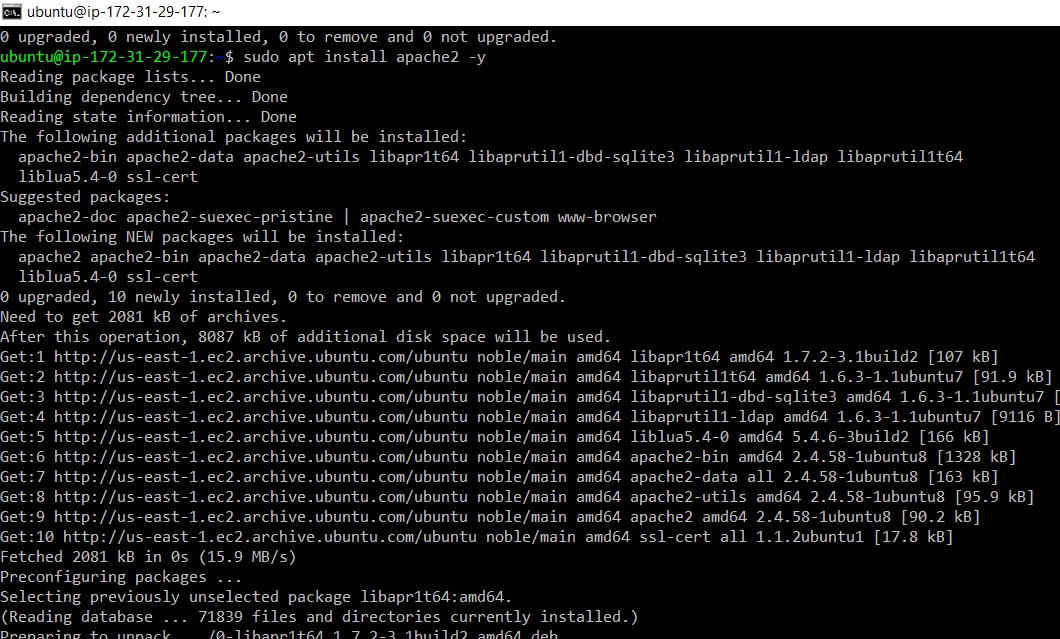 ubuntu@ip-172-31-29-177: ~
0 upgraded, 0 newly installed, 0 to remove and 0 not upgraded.
ubuntu@ip-172-31-29-177:~$ sudo apt install apache2 -y
Reading package lists... Done
Building dependency tree... Done
Reading state information... Done
The following additional packages will be installed:
  apache2-bin apache2-data apache2-utils libapr1t64 libaprutil1-dbd-sqlite3 libaprutil1-ldap libaprutil1t64
  liblua5.4-0 ssl-cert
Suggested packages:
  apache2-doc apache2-suexec-pristine | apache2-suexec-custom www-browser
The following NEW packages will be installed:
  apache2 apache2-bin apache2-data apache2-utils libapr1t64 libaprutil1-dbd-sqlite3 libaprutil1-ldap libaprutil1t64
  liblua5.4-0 ssl-cert
0 upgraded, 10 newly installed, 0 to remove and 0 not upgraded.
Need to get 2081 kB of archives.
After this operation, 8087 kB of additional disk space will be used.
Get:1 http://us-east-1.ec2.archive.ubuntu.com/ubuntu noble/main amd64 libapr1t64 amd64 1.7.2-3.1build2 [107 kB]
Get:2 http://us-east-1.ec2.archive.ubuntu.com/ubuntu noble/main amd64 libaprutil1t64 amd64 1.6.3-1.1ubuntu7 [91.9 kB]
Get:3 http://us-east-1.ec2.archive.ubuntu.com/ubuntu noble/main amd64 libaprutil1-dbd-sqlite3 amd64 1.6.3-1.1ubuntu7 [
Get:4 http://us-east-1.ec2.archive.ubuntu.com/ubuntu noble/main amd64 libaprutil1-ldap amd64 1.6.3-1.1ubuntu7 [9116 B]
Get:5 http://us-east-1.ec2.archive.ubuntu.com/ubuntu noble/main amd64 liblua5.4-0 amd64 5.4.6-3build2 [166 kB]
Get:6 http://us-east-1.ec2.archive.ubuntu.com/ubuntu noble/main amd64 apache2-bin amd64 2.4.58-1ubuntu8 [1328 kB]
Get:7 http://us-east-1.ec2.archive.ubuntu.com/ubuntu noble/main amd64 apache2-data all 2.4.58-1ubuntu8 [163 kB]
Get:8 http://us-east-1.ec2.archive.ubuntu.com/ubuntu noble/main amd64 apache2-utils amd64 2.4.58-1ubuntu8 [95.9 kB]
Get:9 http://us-east-1.ec2.archive.ubuntu.com/ubuntu noble/main amd64 apache2 amd64 2.4.58-1ubuntu8 [90.2 kB]
Get:10 http://us-east-1.ec2.archive.ubuntu.com/ubuntu noble/main amd64 ssl-cert all 1.1.2ubuntu1 [17.8 kB]
Fetched 2081 kB in 0s (15.9 MB/s)
Preconfiguring packages ...
Selecting previously unselected package libapr1t64:amd64.
(Reading database ... 71839 files and directories currently installed.)
Preparing to unpack .../0-libapr1t64_1.7.2-3.1build2_amd64.deb